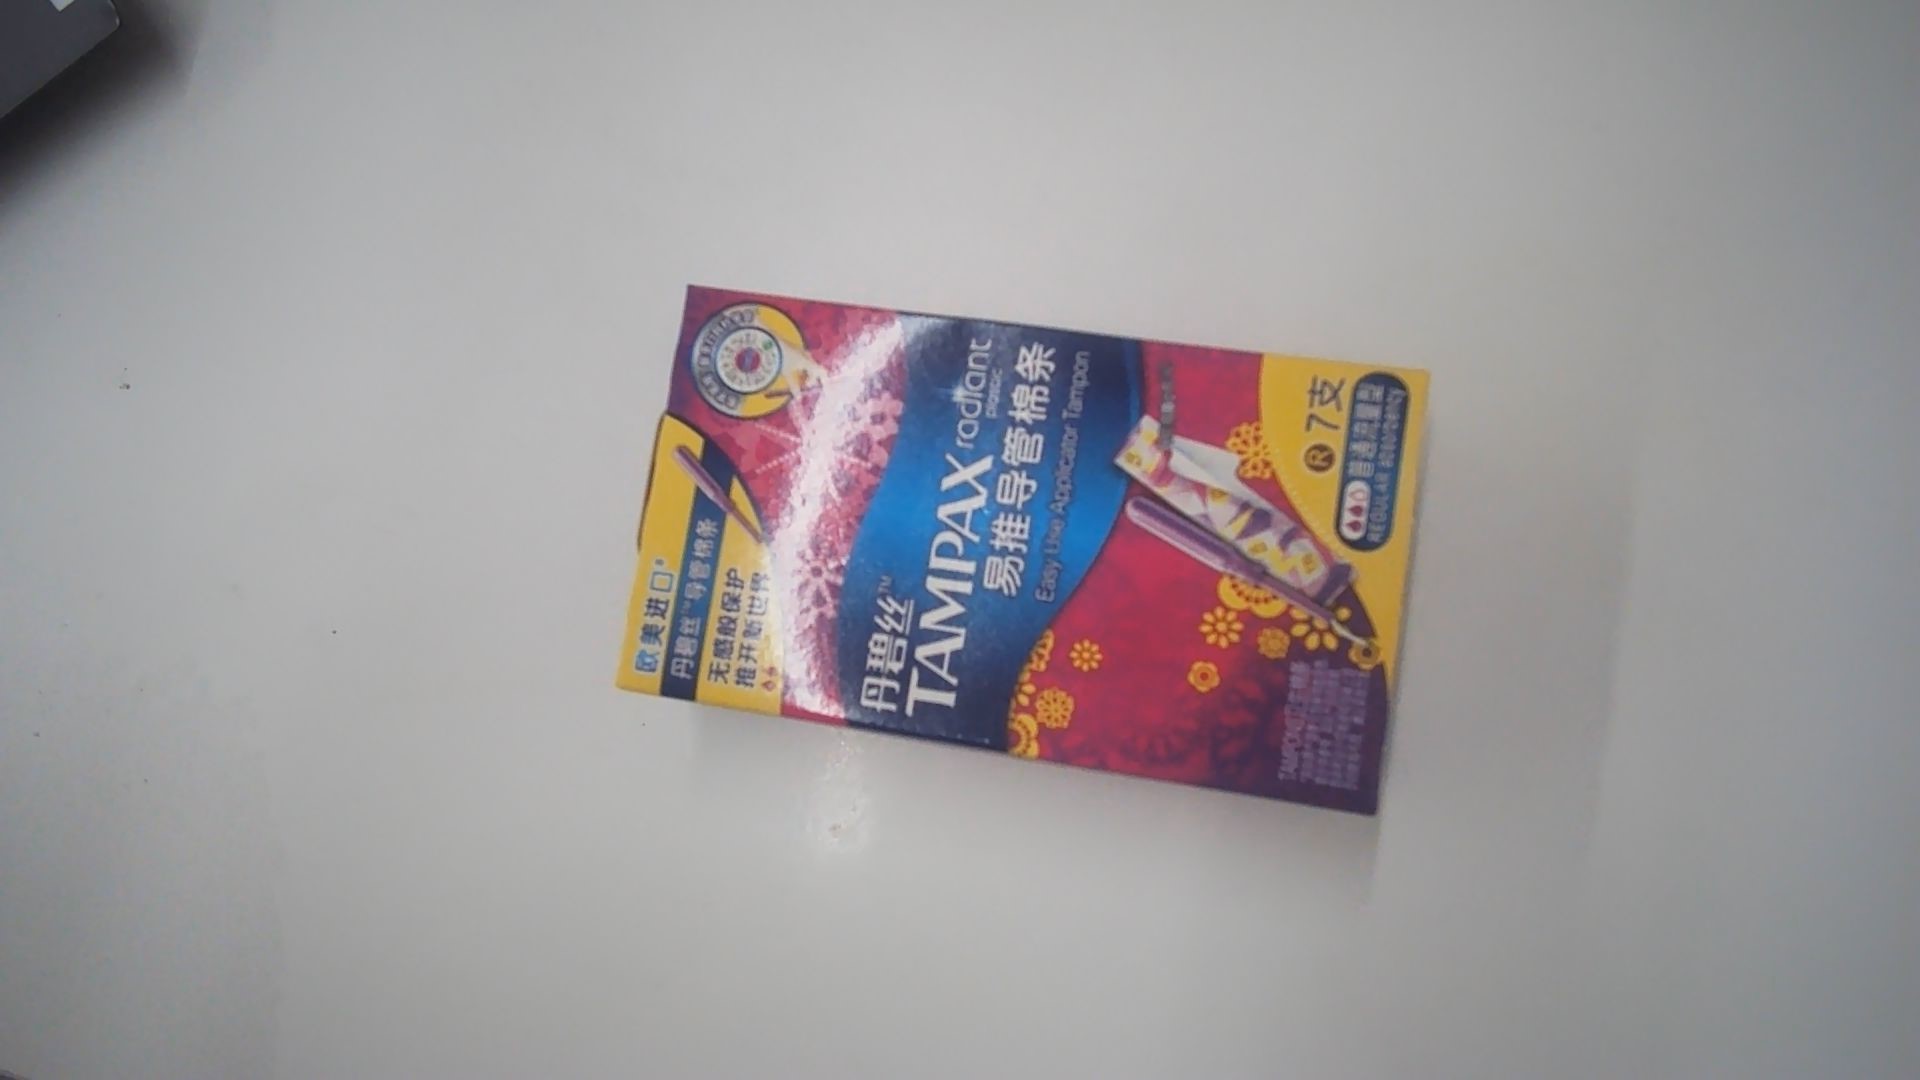 欧美进口*
丹碧丝™导管棉条
无感般保护
推开新世界
丹碧丝™
TAMPAX radiant
plastic
易推导管棉条
Easy Use Applicator Tampon
R 7支
普通流量型
REGULAR absorbency